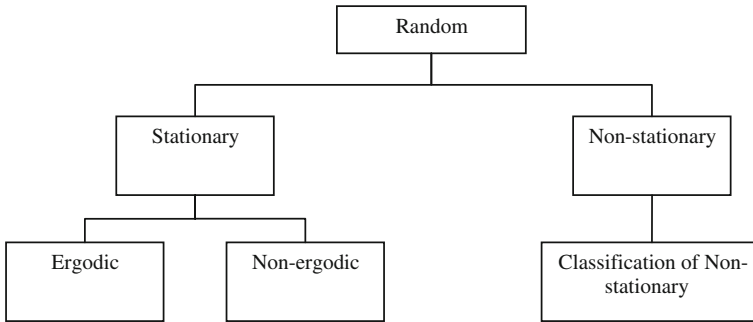 Random
Stationary
Non-stationary
Ergodic
Non-ergodic
Classification of Non-
stationary